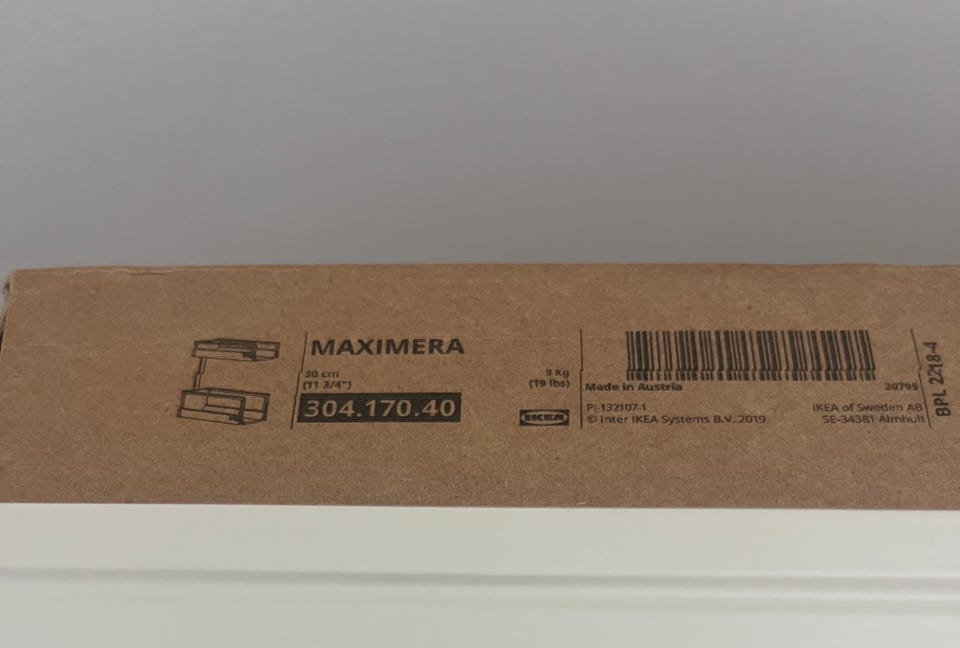 MAXIMERA
30 cm
(11 3/4")
304.170.40
9 kg
(19 lbs)
IKEA
Made in Austria
20795
PI-132107-1
© Inter IKEA Systems B.V. 2019
IKEA of Sweden AB
SE-34381 Älmhult
BPL 2218-4